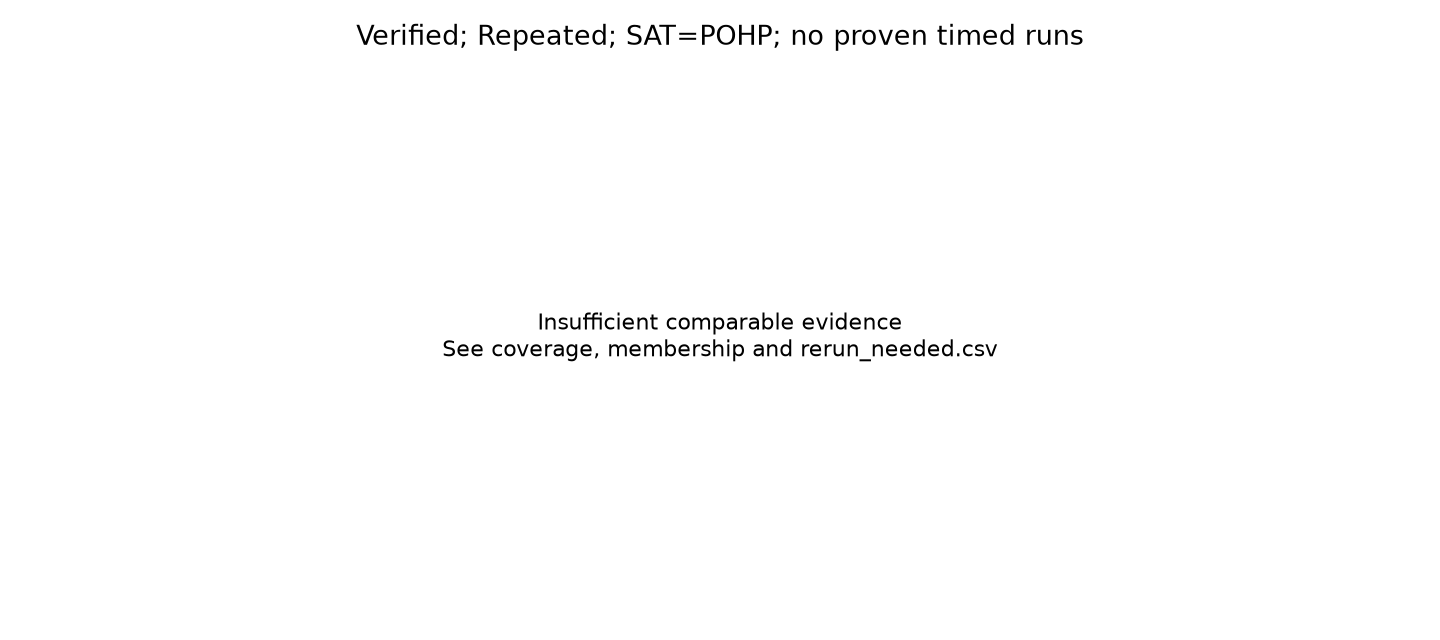 Verified; Repeated; SAT=POHP; no proven timed runs
Insufficient comparable evidence
See coverage, membership and rerun_needed.csv